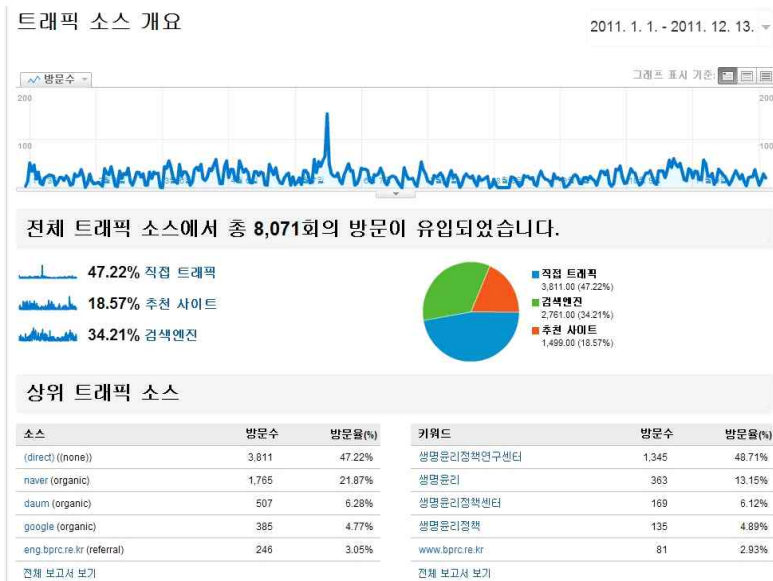 트래픽 소스 개요
2011. 1. 1. - 2011. 12. 13.
방문수
그래프 표시 기준:
200 200
100 100
전체 트래픽 소스에서 총 8,071회의 방문이 유입되었습니다.
47.22% 직접 트래픽
18.57% 추천 사이트
34.21% 검색엔진
직접 트래픽
3,811.00 (47.22%)
검색엔진
2,761.00 (34.21%)
추천 사이트
1,499.00 (18.57%)
상위 트래픽 소스
소스 방문수 방문율(%)
(direct) ((none)) 3,811 47.22%
naver (organic) 1,765 21.87%
daum (organic) 507 6.28%
google (organic) 385 4.77%
eng.bprc.re.kr (referral) 246 3.05%
전체 보고서 보기
키워드 방문수 방문율(%)
생명윤리정책연구센터 1,345 48.71%
생명윤리 363 13.15%
생명윤리정책센터 169 6.12%
생명윤리정책 135 4.89%
www.bprc.re.kr 81 2.93%
전체 보고서 보기